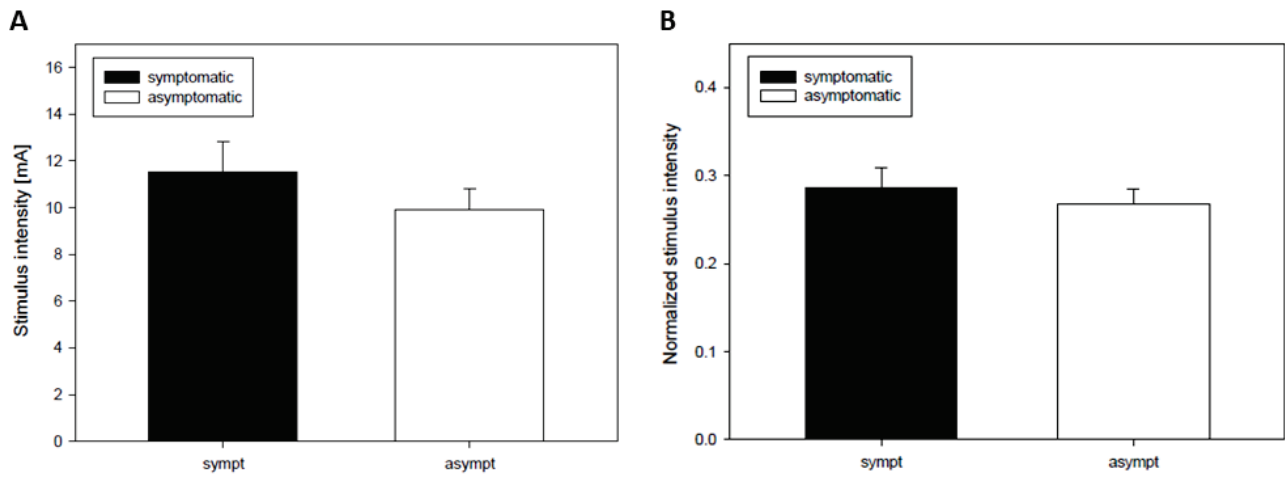 A
Stimulus intensity [mA]
16
14
12
10
8
6
4
2
0
symptomatic
asymptomatic
sympt
asympt
B
Normalized stimulus intensity
0.4
0.3
0.2
0.1
0.0
symptomatic
asymptomatic
sympt
asympt